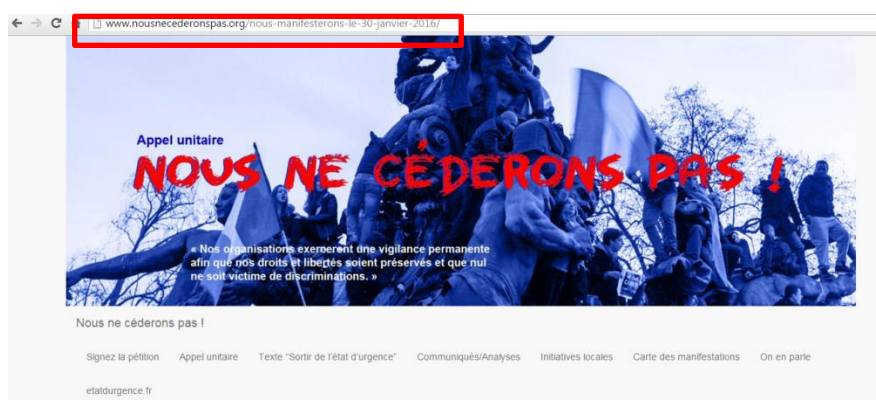 www.nousnecederonspas.org/nous-manifesterons-le-30-janvier-2016/
Appel unitaire
NOUS NE CÉDERONS PAS !
« Nos organisations exerceront une vigilance permanente
afin que nos droits et libertés soient préservés et que nul
ne soit victime de discriminations. »
Nous ne céderons pas !
Signez la pétition Appel unitaire Texte "Sortir de l'état d'urgence" Communiqués/Analyses Initiatives locales Carte des manifestations On en parle
etatdurgence.fr